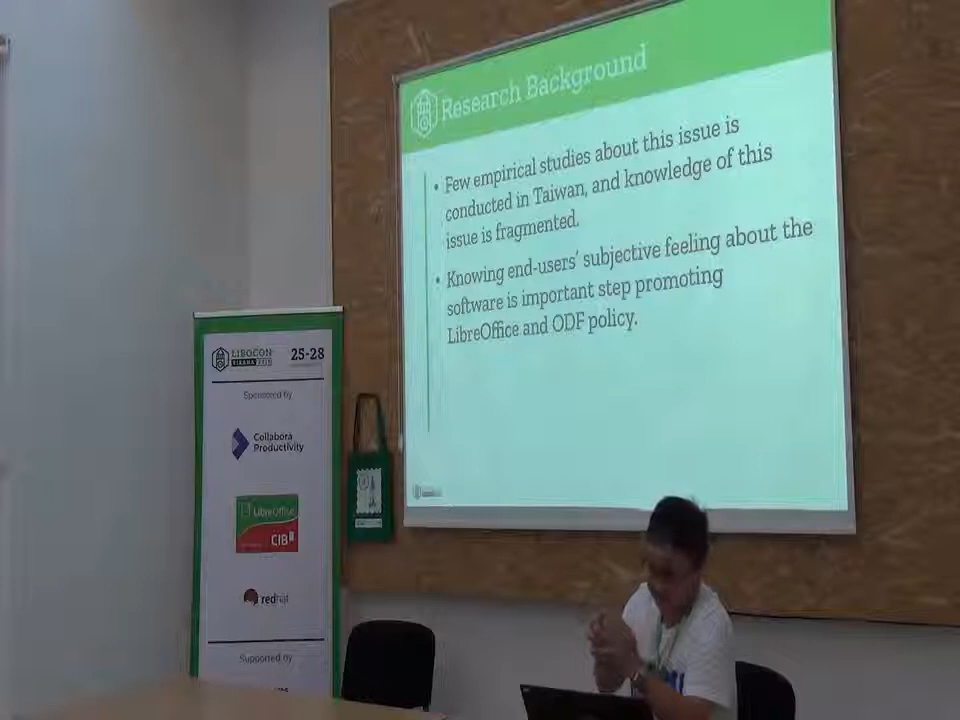 Research Background
• Few empirical studies about this issue is
conducted in Taiwan, and knowledge of this
issue is fragmented.
• Knowing end-users' subjective feeling about the
software is important step promoting
LibreOffice and ODF policy.
LIBOCON
25-28
Sponsored by
Collabora
Productivity
LibreOffice
CIB
redhat
Supported by